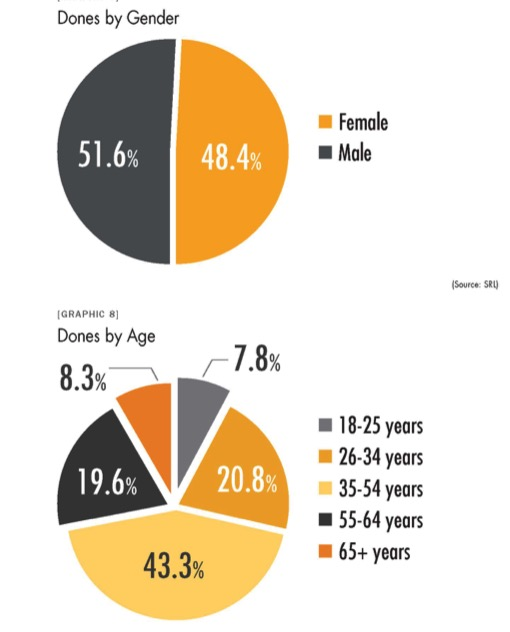 Dones by Gender
51.6%
48.4%
Female
Male
(Source: SRL)
[GRAPHIC 8]
Dones by Age
8.3%
7.8%
19.6%
20.8%
43.3%
18-25 years
26-34 years
35-54 years
55-64 years
65+ years